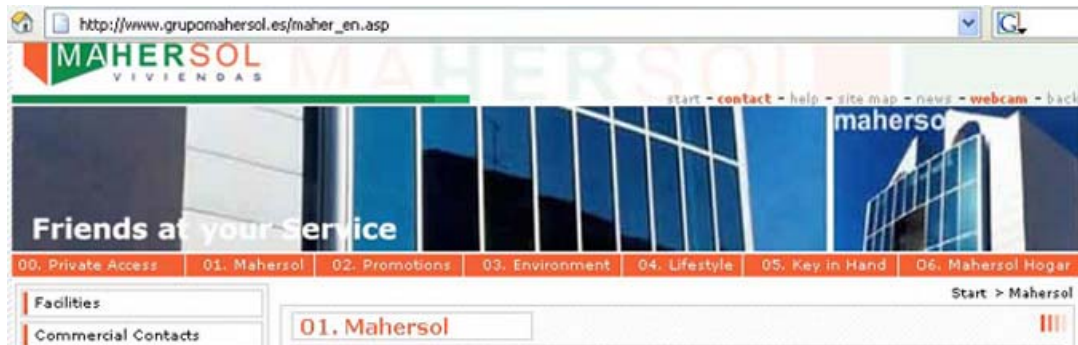 http://www.grupomahersol.es/maher_en.asp
G
MAHERSOL
VIVIENDAS
MAHERSOL
start - contact - help - site map - news - webcam - back
mahersol
Friends at your Service
00. Private Access 01. Mahersol 02. Promotions 03. Environment 04. Lifestyle 05. Key in Hand 06. Mahersol Hogar
Start > Mahersol
Facilities
01. Mahersol
Commercial Contacts